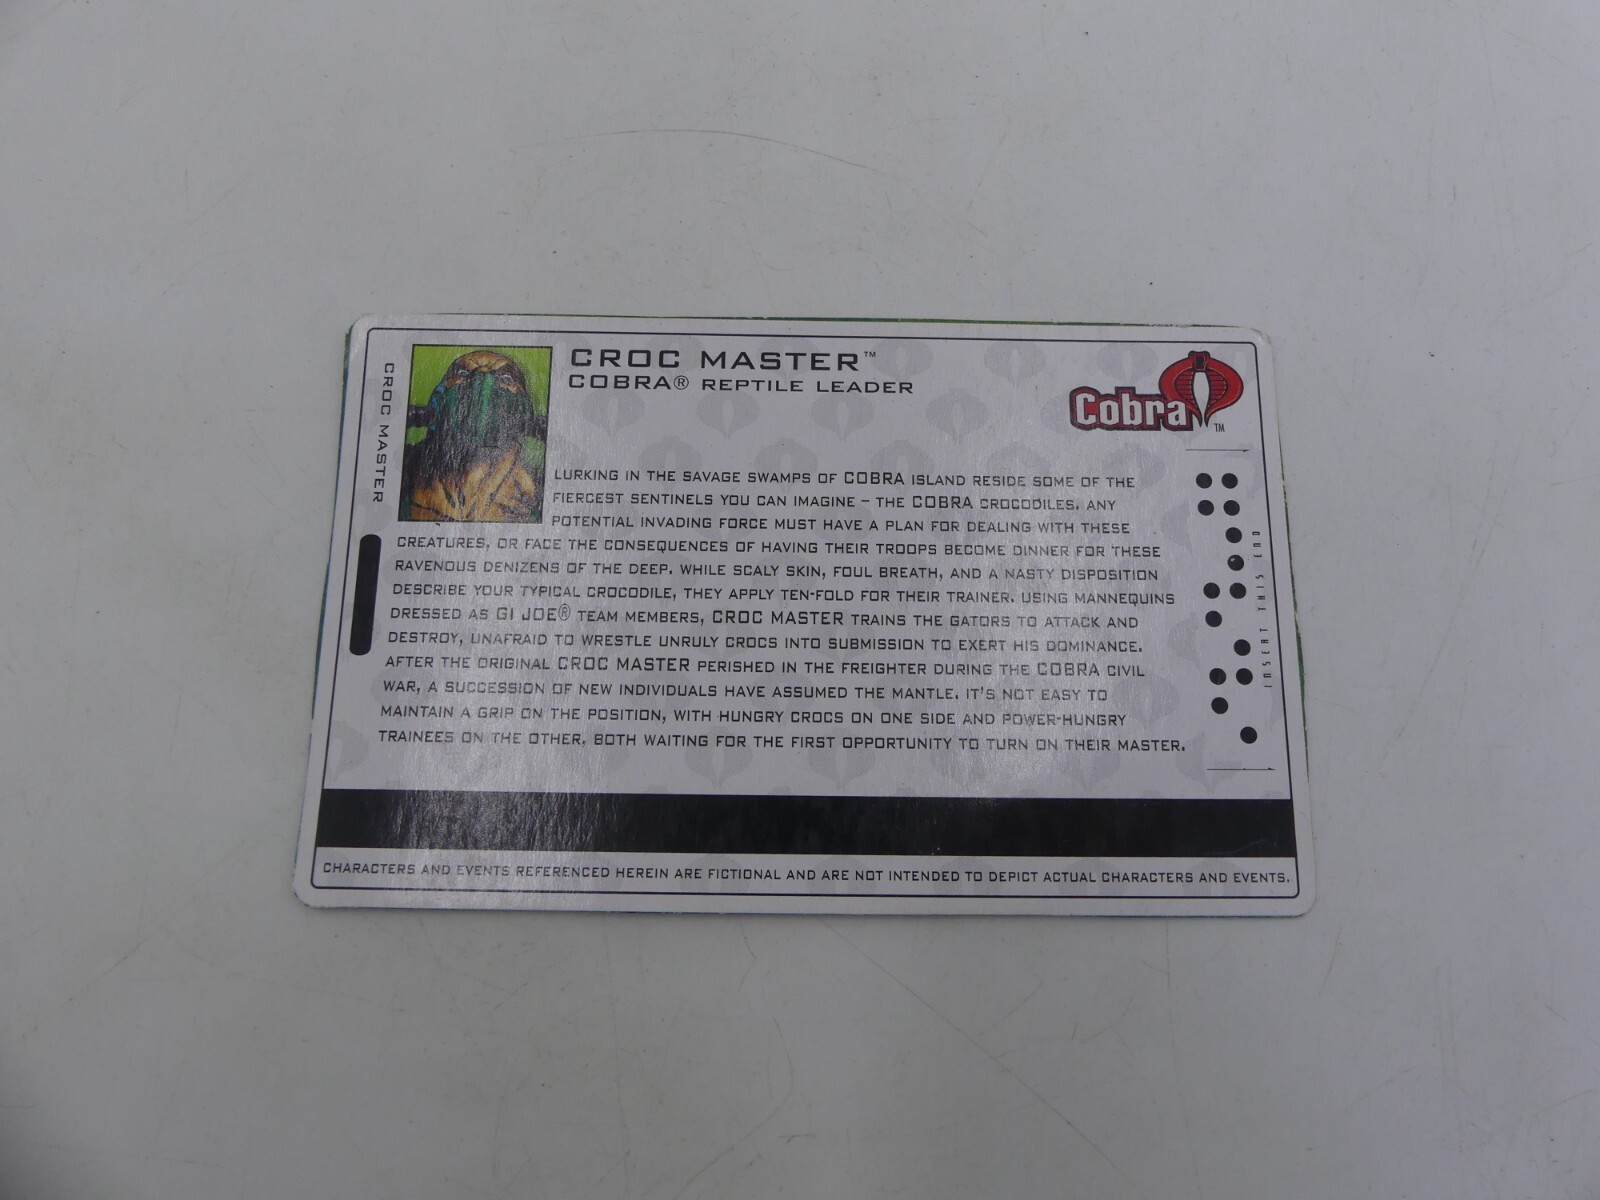 CROC MASTER™
COBRA® REPTILE LEADER
Cobra™
CROC MASTER
LURKING IN THE SAVAGE SWAMPS OF COBRA ISLAND RESIDE SOME OF THE
FIERCEST SENTINELS YOU CAN IMAGINE – THE COBRA CROCODILES. ANY
POTENTIAL INVADING FORCE MUST HAVE A PLAN FOR DEALING WITH THESE
CREATURES, OR FACE THE CONSEQUENCES OF HAVING THEIR TROOPS BECOME DINNER FOR THESE
RAVENOUS DENIZENS OF THE DEEP. WHILE SCALY SKIN, FOUL BREATH, AND A NASTY DISPOSITION
DESCRIBE YOUR TYPICAL CROCODILE, THEY APPLY TEN-FOLD FOR THEIR TRAINER. USING MANNEQUINS
DRESSED AS GI JOE® TEAM MEMBERS, CROC MASTER TRAINS THE GATORS TO ATTACK AND
DESTROY, UNAFRAID TO WRESTLE UNRULY CROCS INTO SUBMISSION TO EXERT HIS DOMINANCE.
AFTER THE ORIGINAL CROC MASTER PERISHED IN THE FREIGHTER DURING THE COBRA CIVIL
WAR, A SUCCESSION OF NEW INDIVIDUALS HAVE ASSUMED THE MANTLE. IT'S NOT EASY TO
MAINTAIN A GRIP ON THE POSITION, WITH HUNGRY CROCS ON ONE SIDE AND POWER-HUNGRY
TRAINEES ON THE OTHER, BOTH WAITING FOR THE FIRST OPPORTUNITY TO TURN ON THEIR MASTER.
INSERT THIS END
CHARACTERS AND EVENTS REFERENCED HEREIN ARE FICTIONAL AND ARE NOT INTENDED TO DEPICT ACTUAL CHARACTERS AND EVENTS.